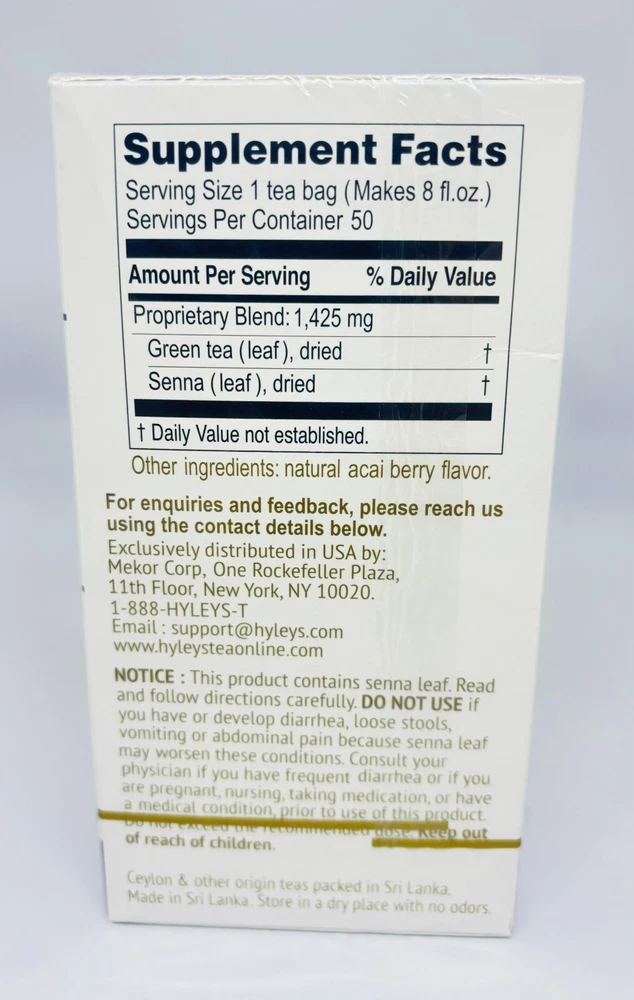 Supplement Facts
Serving Size 1 tea bag (Makes 8 fl.oz.)
Servings Per Container 50
Amount Per Serving % Daily Value
Proprietary Blend: 1,425 mg
Green tea (leaf), dried †
Senna (leaf), dried †
† Daily Value not established.
Other ingredients: natural acai berry flavor.
For enquiries and feedback, please reach us
using the contact details below.
Exclusively distributed in USA by:
Mekor Corp, One Rockefeller Plaza,
11th Floor, New York, NY 10020.
1-888-HYLEYS-T
Email : support@hyleys.com
www.hyleysteaonline.com
NOTICE : This product contains senna leaf. Read
and follow directions carefully. DO NOT USE if
you have or develop diarrhea, loose stools,
vomiting or abdominal pain because senna leaf
may worsen these conditions. Consult your
physician if you have frequent diarrhea or if you
are pregnant, nursing, taking medication, or have
a medical condition, prior to use of this product.
Do not exceed the recommended dose. Keep out
of reach of children.
Ceylon & other origin teas packed in Sri Lanka.
Made in Sri Lanka. Store in a dry place with no odors.